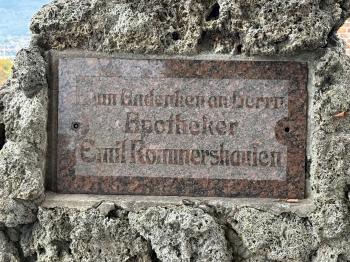 Zum Andenken an Herrn
Apotheker
Emil Rommershausen